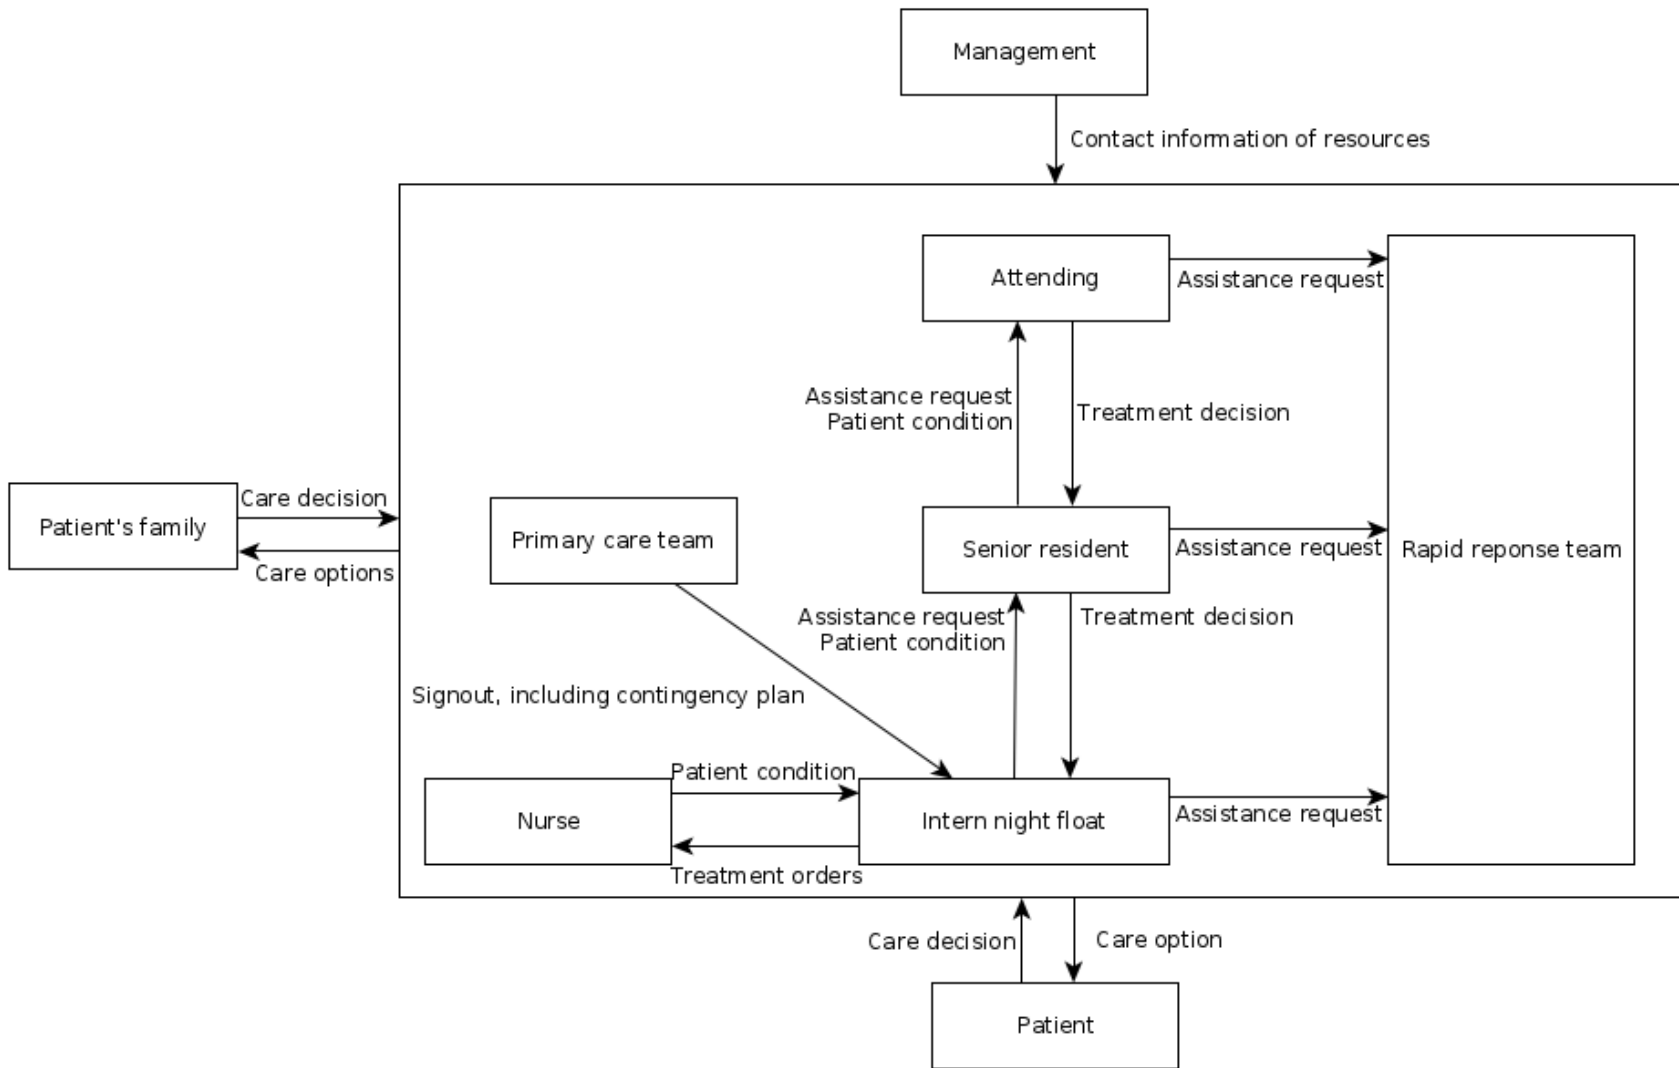 Management
Contact information of resources
Attending
Assistance request
Assistance request
Patient condition
Treatment decision
Patient's family
Care decision
Care options
Primary care team
Senior resident
Assistance request
Rapid reponse team
Assistance request
Patient condition
Treatment decision
Signout, including contingency plan
Nurse
Patient condition
Treatment orders
Intern night float
Assistance request
Care decision
Care option
Patient